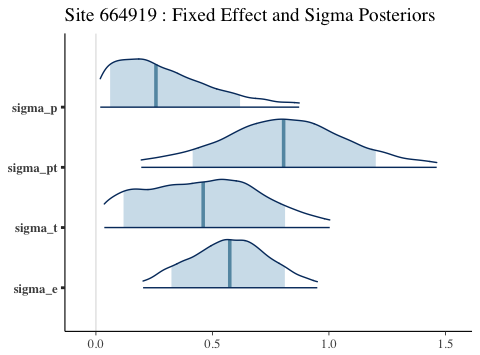 Site 664919 : Fixed Effect and Sigma Posteriors
sigma_p
sigma_pt
sigma_t
sigma_e
0.0 0.5 1.0 1.5